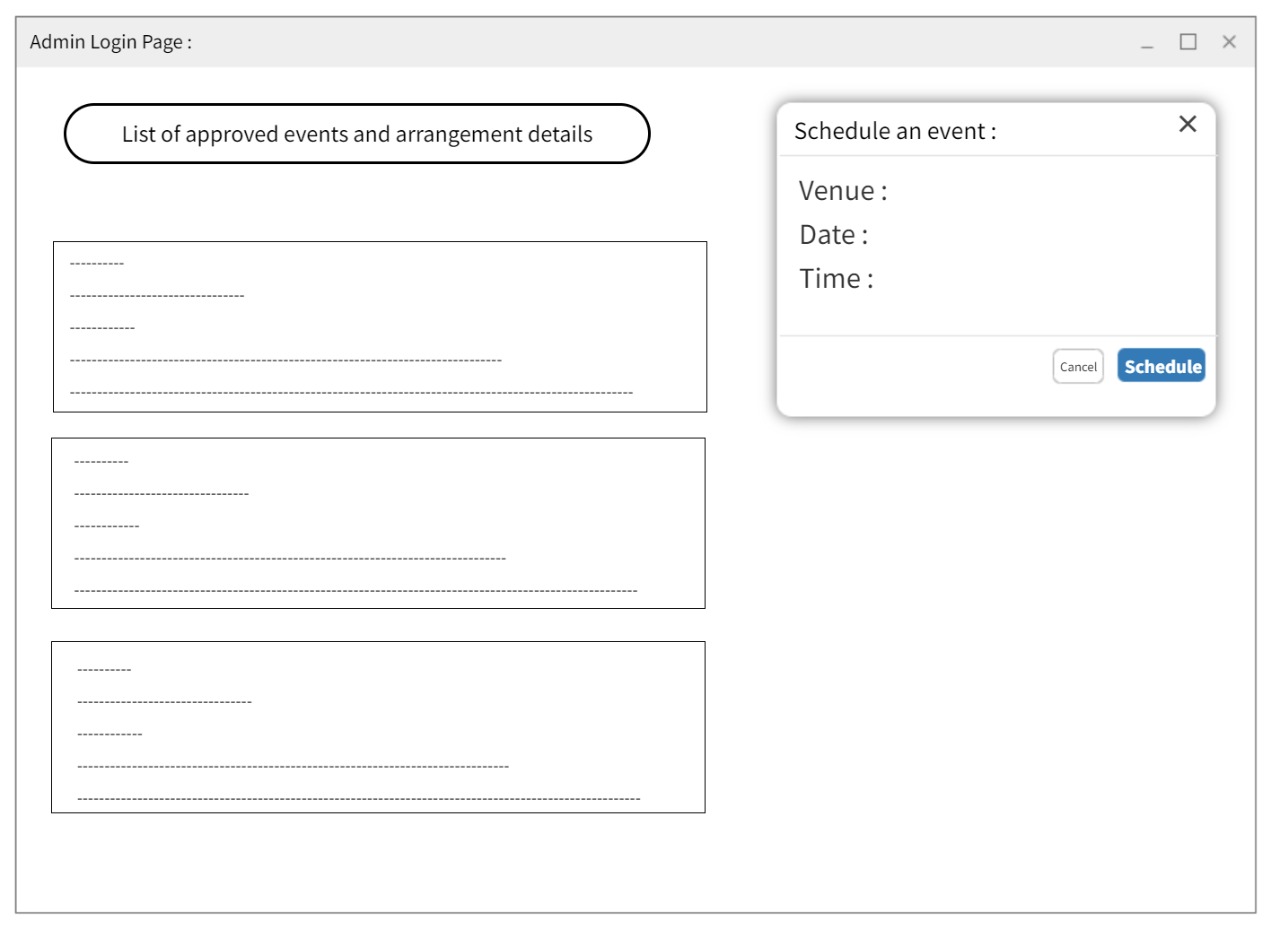 Admin Login Page :
List of approved events and arrangement details
----------
--------------------------------
------------
-------------------------------------------------------------------------------
-------------------------------------------------------------------------------------------------------
----------
--------------------------------
------------
-------------------------------------------------------------------------------
-------------------------------------------------------------------------------------------------------
----------
--------------------------------
------------
-------------------------------------------------------------------------------
-------------------------------------------------------------------------------------------------------
Schedule an event :
Venue :
Date :
Time :
Cancel Schedule